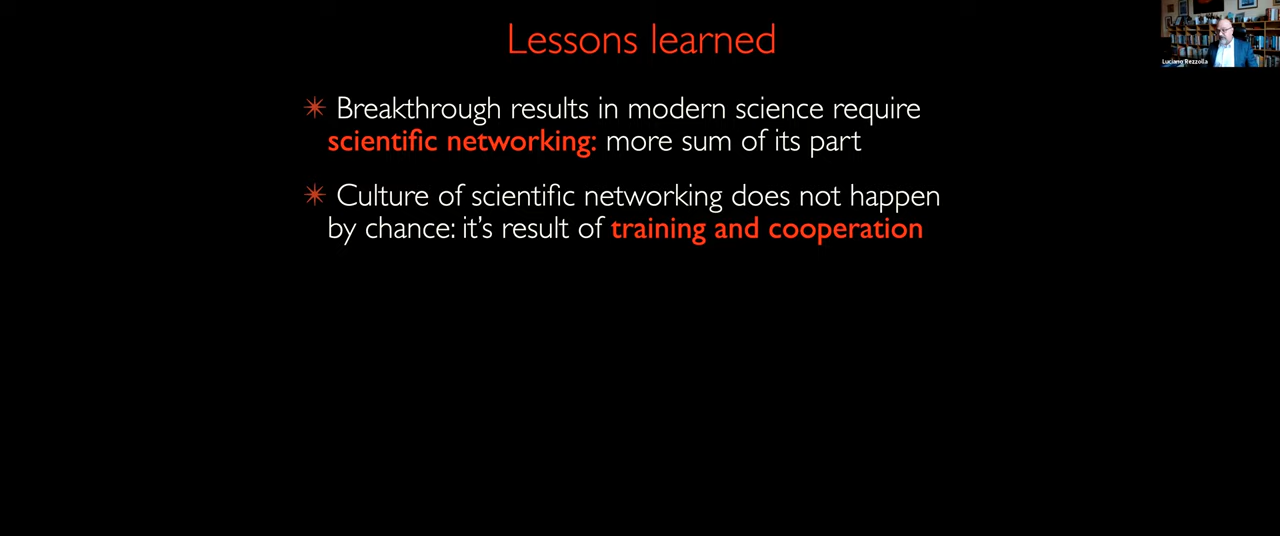 Lessons learned
Luciano Rezzolla
✴ Breakthrough results in modern science require
scientific networking: more sum of its part
✴ Culture of scientific networking does not happen
by chance: it’s result of training and cooperation